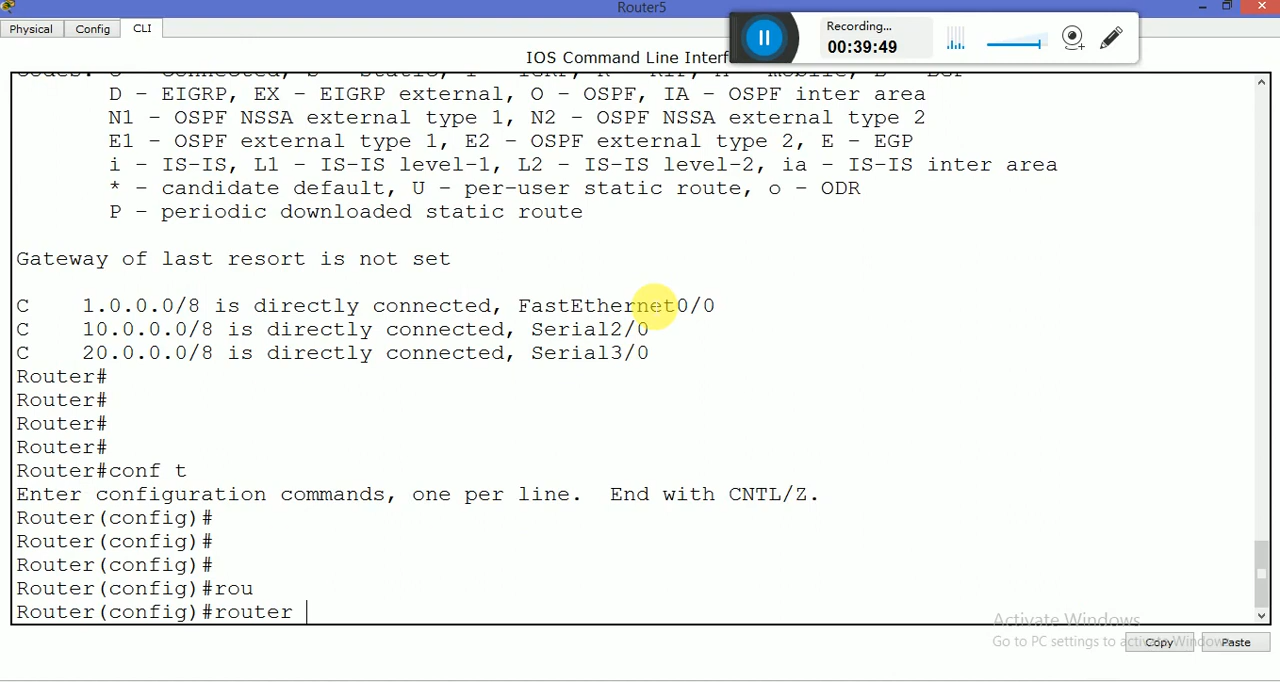 Router5
Physical Config CLI
Recording...
00:39:49
IOS Command Line Interf
D - EIGRP, EX - EIGRP external, O - OSPF, IA - OSPF inter area
N1 - OSPF NSSA external type 1, N2 - OSPF NSSA external type 2
E1 - OSPF external type 1, E2 - OSPF external type 2, E - EGP
i - IS-IS, L1 - IS-IS level-1, L2 - IS-IS level-2, ia - IS-IS inter area
* - candidate default, U - per-user static route, o - ODR
P - periodic downloaded static route
Gateway of last resort is not set
C 1.0.0.0/8 is directly connected, FastEthernet0/0
C 10.0.0.0/8 is directly connected, Serial2/0
C 20.0.0.0/8 is directly connected, Serial3/0
Router#
Router#
Router#
Router#
Router#conf t
Enter configuration commands, one per line. End with CNTL/Z.
Router(config)#
Router(config)#
Router(config)#
Router(config)#rou
Router(config)#router
Activate Windows
Go to PC settings to activate Windows
Copy Paste